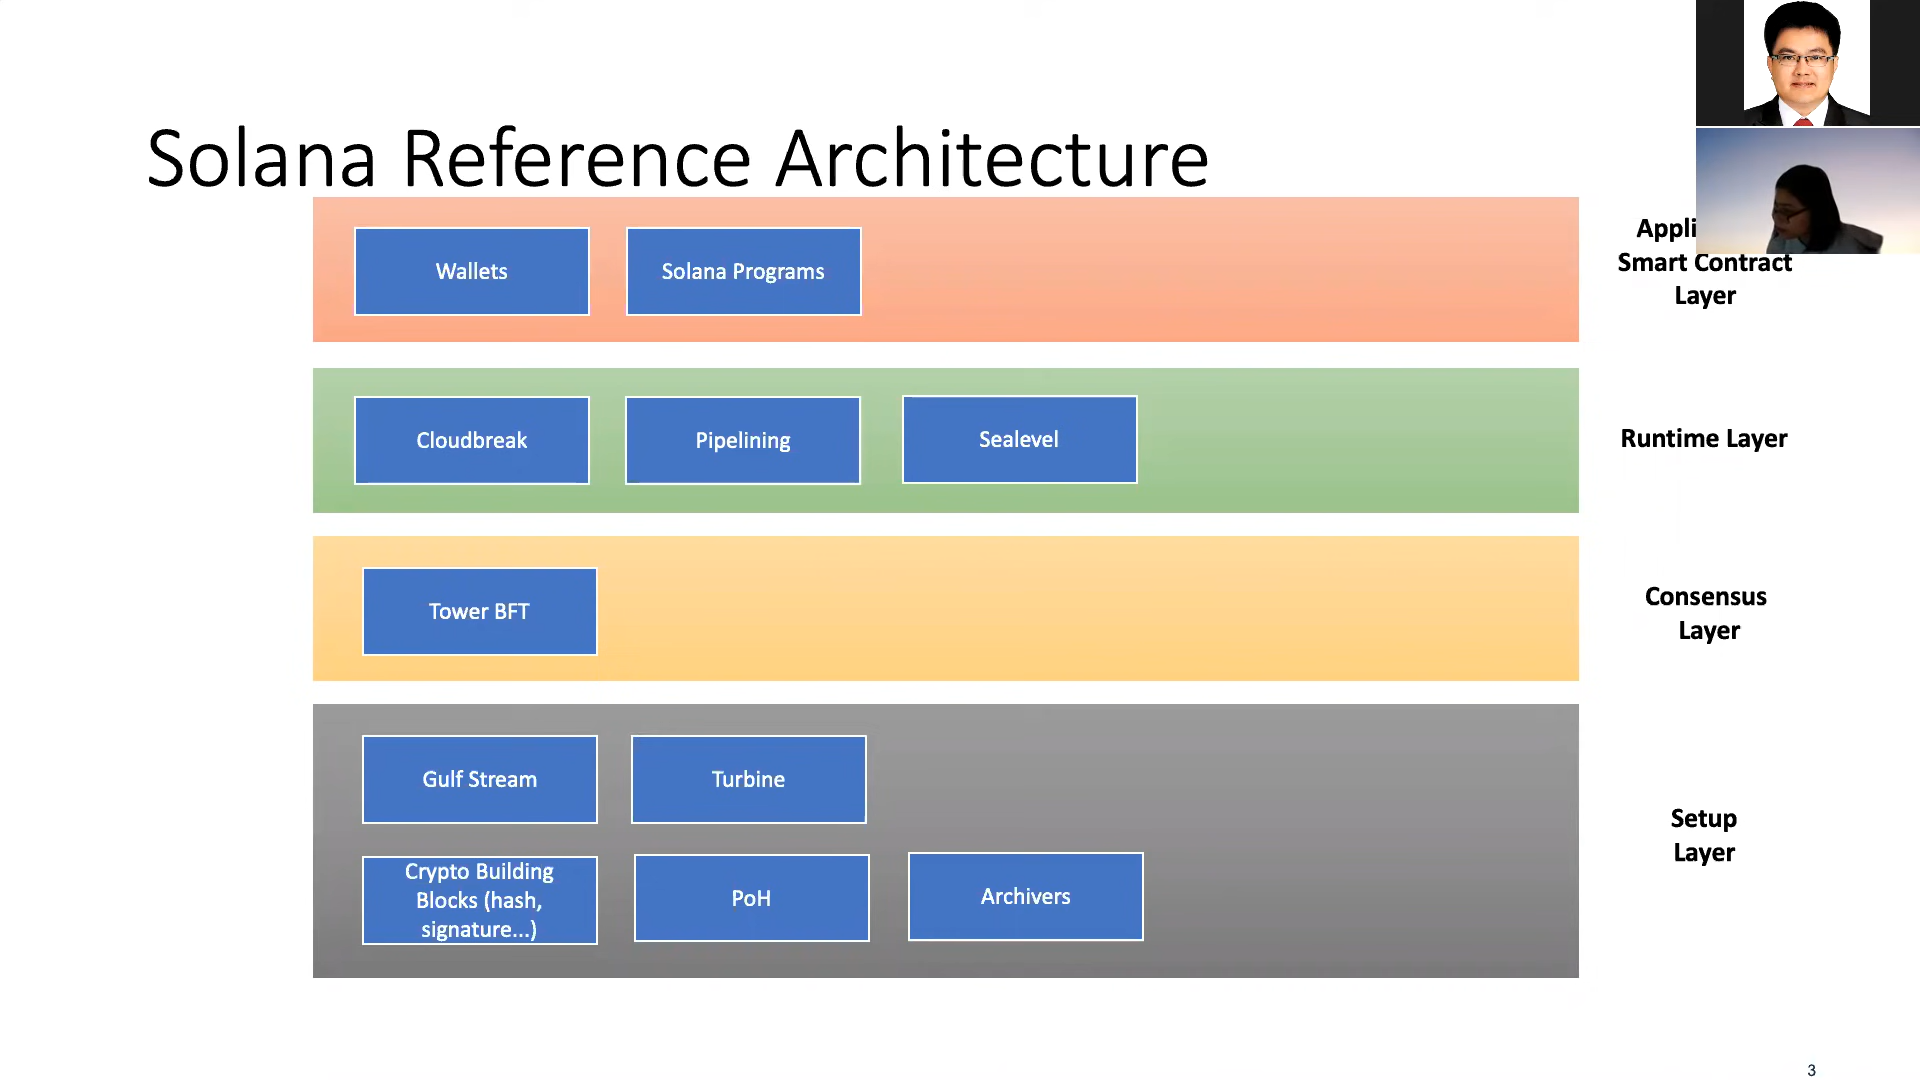 Solana Reference Architecture
Wallets
Solana Programs
Smart Contract
Layer
Cloudbreak
Pipelining
Sealevel
Runtime Layer
Tower BFT
Consensus
Layer
Gulf Stream
Turbine
Crypto Building
Blocks (hash,
signature...)
PoH
Archivers
Setup
Layer
3